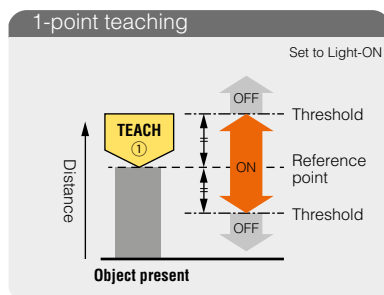 1-point teaching
Set to Light-ON
OFF
Threshold
TEACH
①
ON
Reference
point
Distance
Threshold
OFF
Object present